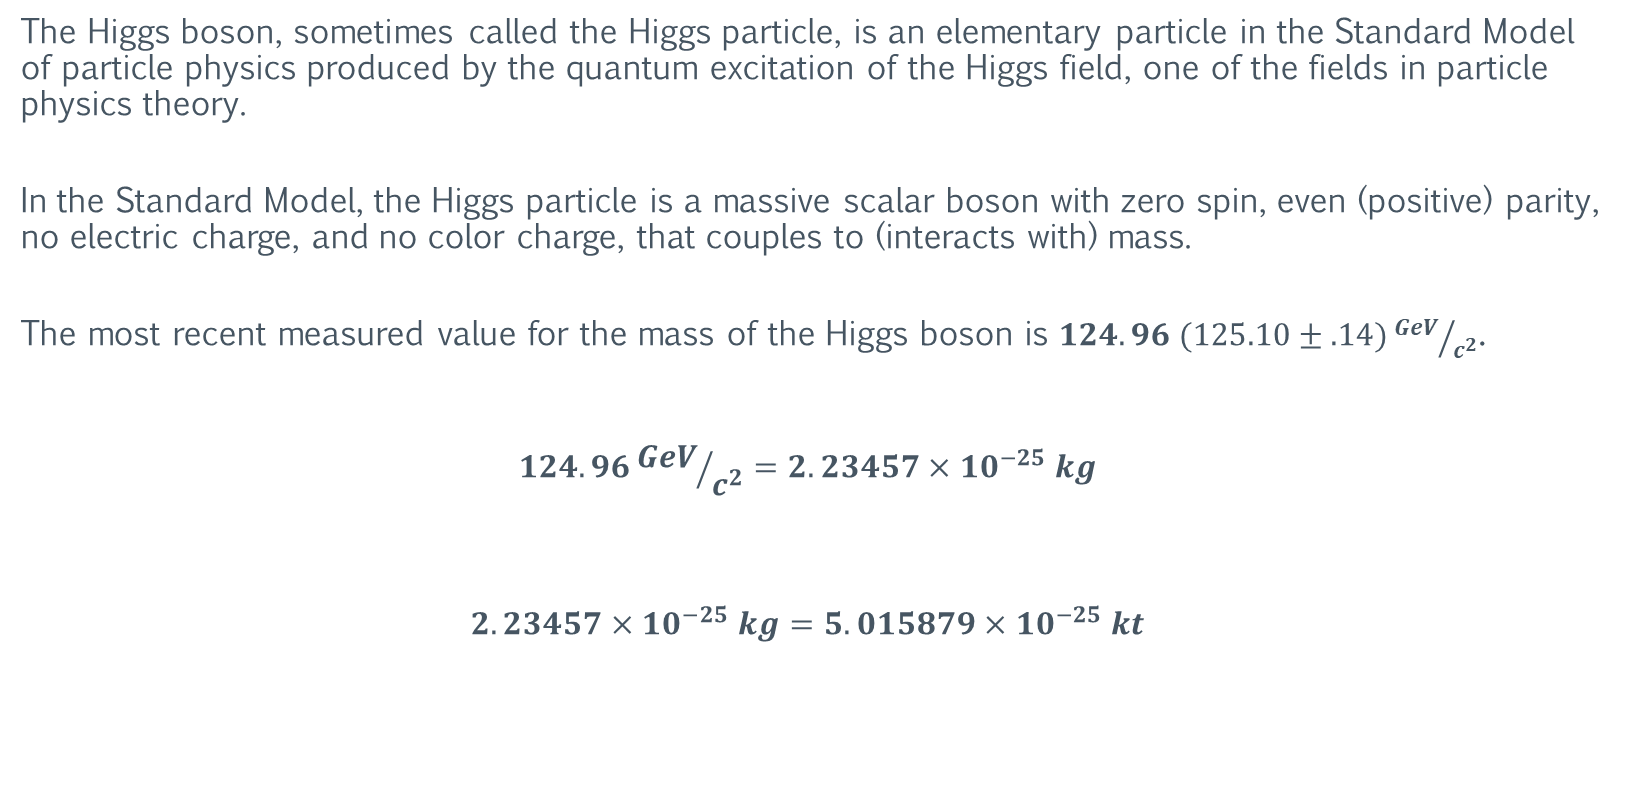 The Higgs boson, sometimes called the Higgs particle, is an elementary particle in the Standard Model
of particle physics produced by the quantum excitation of the Higgs field, one of the fields in particle
physics theory.
In the Standard Model, the Higgs particle is a massive scalar boson with zero spin, even (positive) parity,
no electric charge, and no color charge, that couples to (interacts with) mass.
The most recent measured value for the mass of the Higgs boson is 124.96 (125.10 ± .14) GeV/c².
124.96 GeV/c² = 2.23457 × 10⁻²⁵ kg
2.23457 × 10⁻²⁵ kg = 5.015879 × 10⁻²⁵ kt